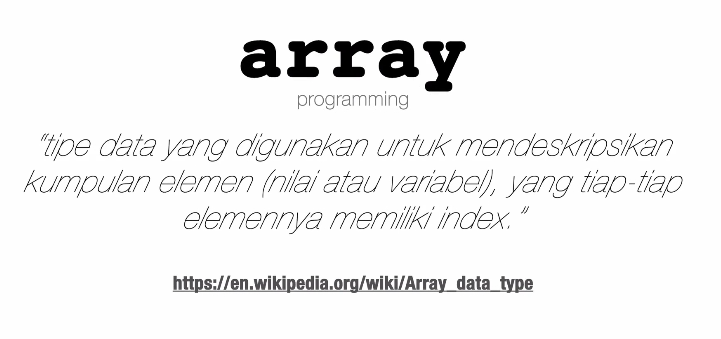 array
programming
"tipe data yang digunakan untuk mendeskripsikan
kumpulan elemen (nilai atau variabel), yang tiap-tiap
elemennya memiliki index."
https://en.wikipedia.org/wiki/Array_data_type